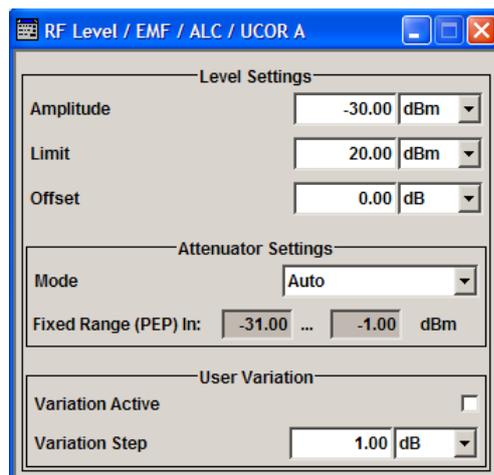 RF Level / EMF / ALC / UCOR A
Level Settings
Amplitude -30.00 dBm
Limit 20.00 dBm
Offset 0.00 dB
Attenuator Settings
Mode Auto
Fixed Range (PEP) In: -31.00 ... -1.00 dBm
User Variation
Variation Active
Variation Step 1.00 dB